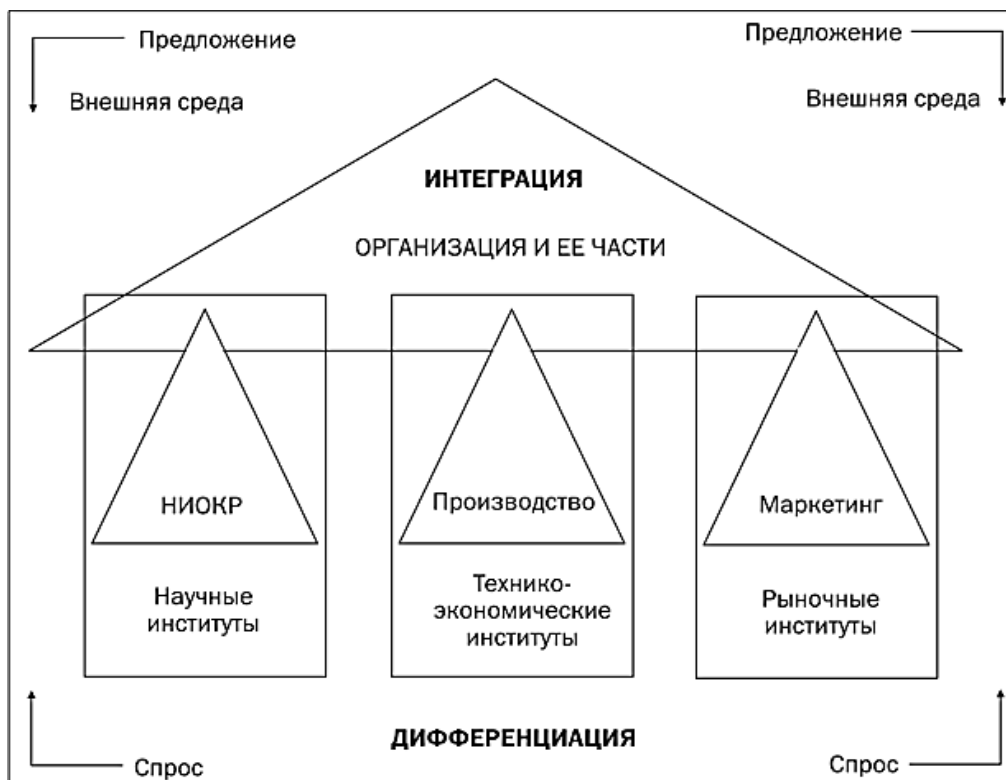 Предложение
Предложение
Внешняя среда
Внешняя среда
ИНТЕГРАЦИЯ
ОРГАНИЗАЦИЯ И ЕЕ ЧАСТИ
НИОКР
Производство
Маркетинг
Научные
институты
Технико-
экономические
институты
Рыночные
институты
ДИФФЕРЕНЦИАЦИЯ
Спрос
Спрос